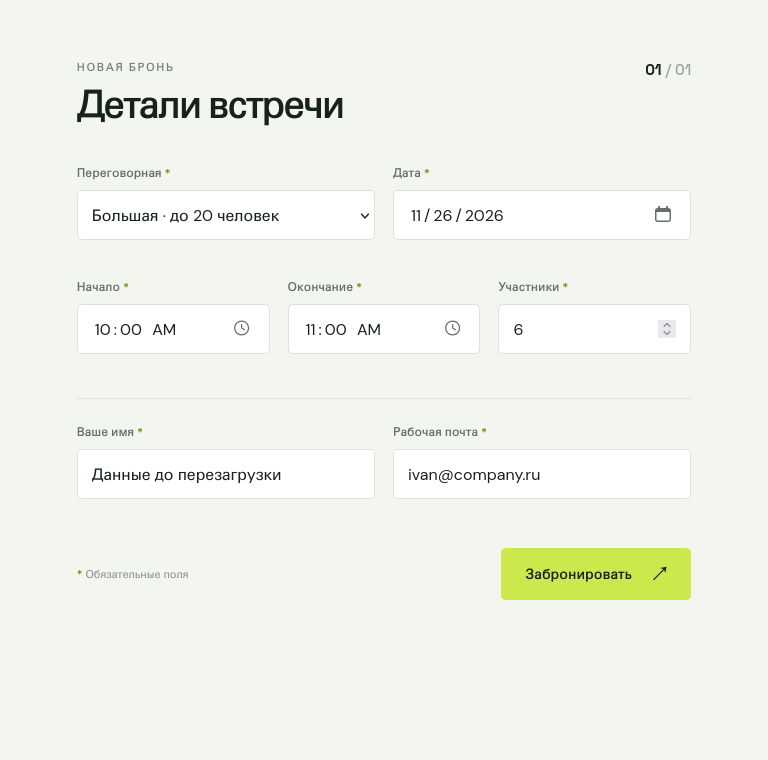 НОВАЯ БРОНЬ
01 / 01
Детали встречи
Переговорная *
Дата *
Большая · до 20 человек
11 / 26 / 2026
Начало *
Окончание *
Участники *
10 : 00 AM
11 : 00 AM
6
Ваше имя *
Рабочая почта *
Данные до перезагрузки
ivan@company.ru
* Обязательные поля
Забронировать ↗